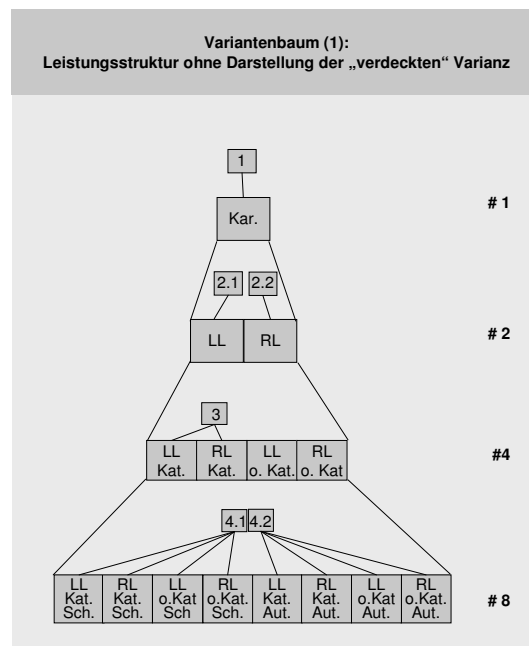 Variantenbaum (1):
Leistungsstruktur ohne Darstellung der „verdeckten“ Varianz
1
# 1
Kar.
2.1 2.2
LL RL # 2
3
LL RL LL RL
Kat. Kat. o. Kat. o. Kat
#4
4.1 4.2
LL RL LL RL LL RL LL RL
Kat. Kat. o.Kat o.Kat. Kat. Kat. o.Kat o.Kat.
Sch. Sch. Sch Sch. Aut. Aut. Aut. Aut.
# 8